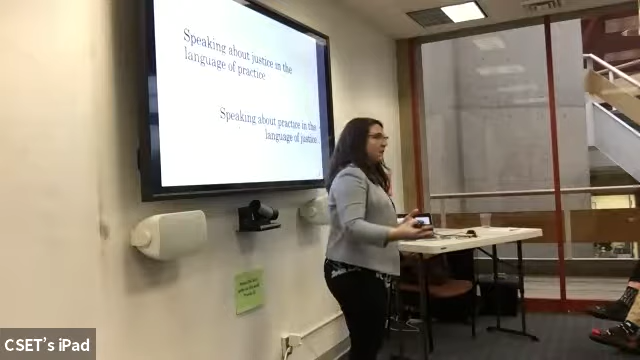 Speaking about justice in the
language of practice
Speaking about practice in the
language of justice
CSET's iPad